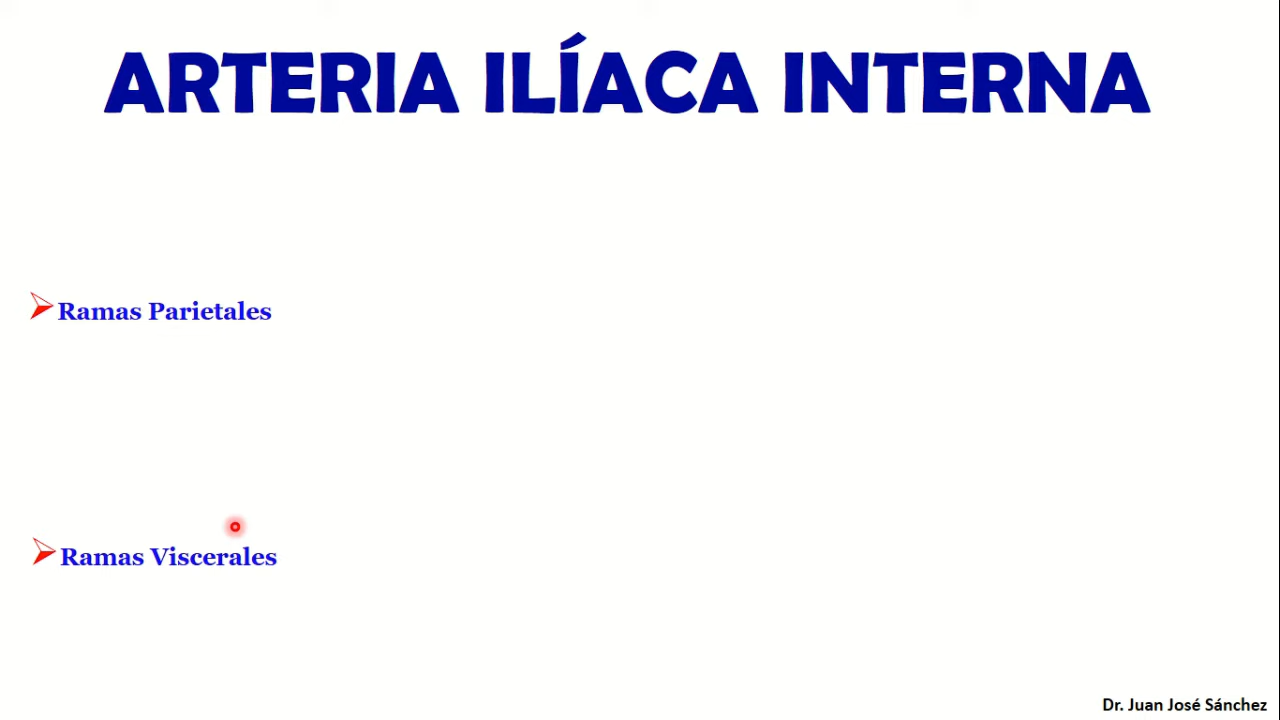 ARTERIA ILÍACA INTERNA
Ramas Parietales
Ramas Viscerales
Dr. Juan José Sánchez